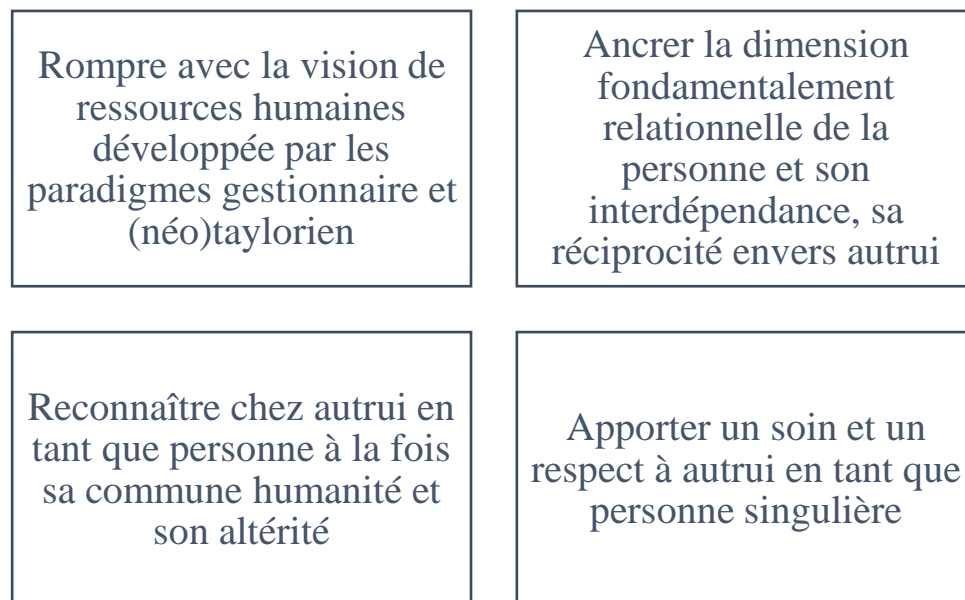 Rompre avec la vision de
ressources humaines
développée par les
paradigmes gestionnaire et
(néo)taylorien
Ancrer la dimension
fondamentalement
relationnelle de la
personne et son
interdépendance, sa
réciprocité envers autrui
Reconnaître chez autrui en
tant que personne à la fois
sa commune humanité et
son altérité
Apporter un soin et un
respect à autrui en tant que
personne singulière